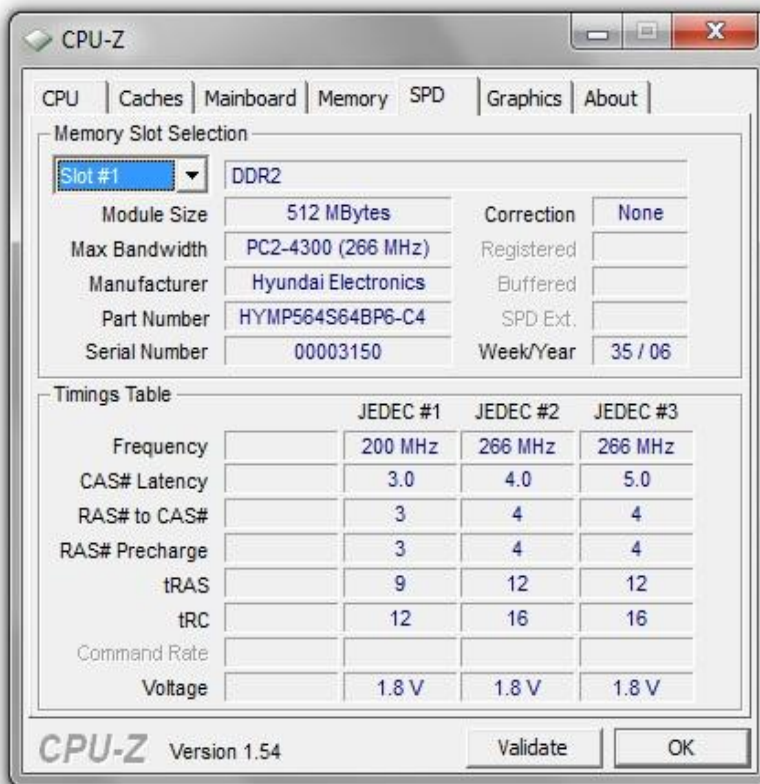 CPU-Z
CPU Caches Mainboard Memory SPD Graphics About
Memory Slot Selection
Slot #1 DDR2
Module Size 512 MBytes Correction None
Max Bandwidth PC2-4300 (266 MHz) Registered
Manufacturer Hyundai Electronics Buffered
Part Number HYMP564S64BP6-C4 SPD Ext.
Serial Number 00003150 Week/Year 35 / 06
Timings Table
JEDEC #1 JEDEC #2 JEDEC #3
Frequency 200 MHz 266 MHz 266 MHz
CAS# Latency 3.0 4.0 5.0
RAS# to CAS# 3 4 4
RAS# Precharge 3 4 4
tRAS 9 12 12
tRC 12 16 16
Command Rate
Voltage 1.8 V 1.8 V 1.8 V
CPU-Z Version 1.54 Validate OK